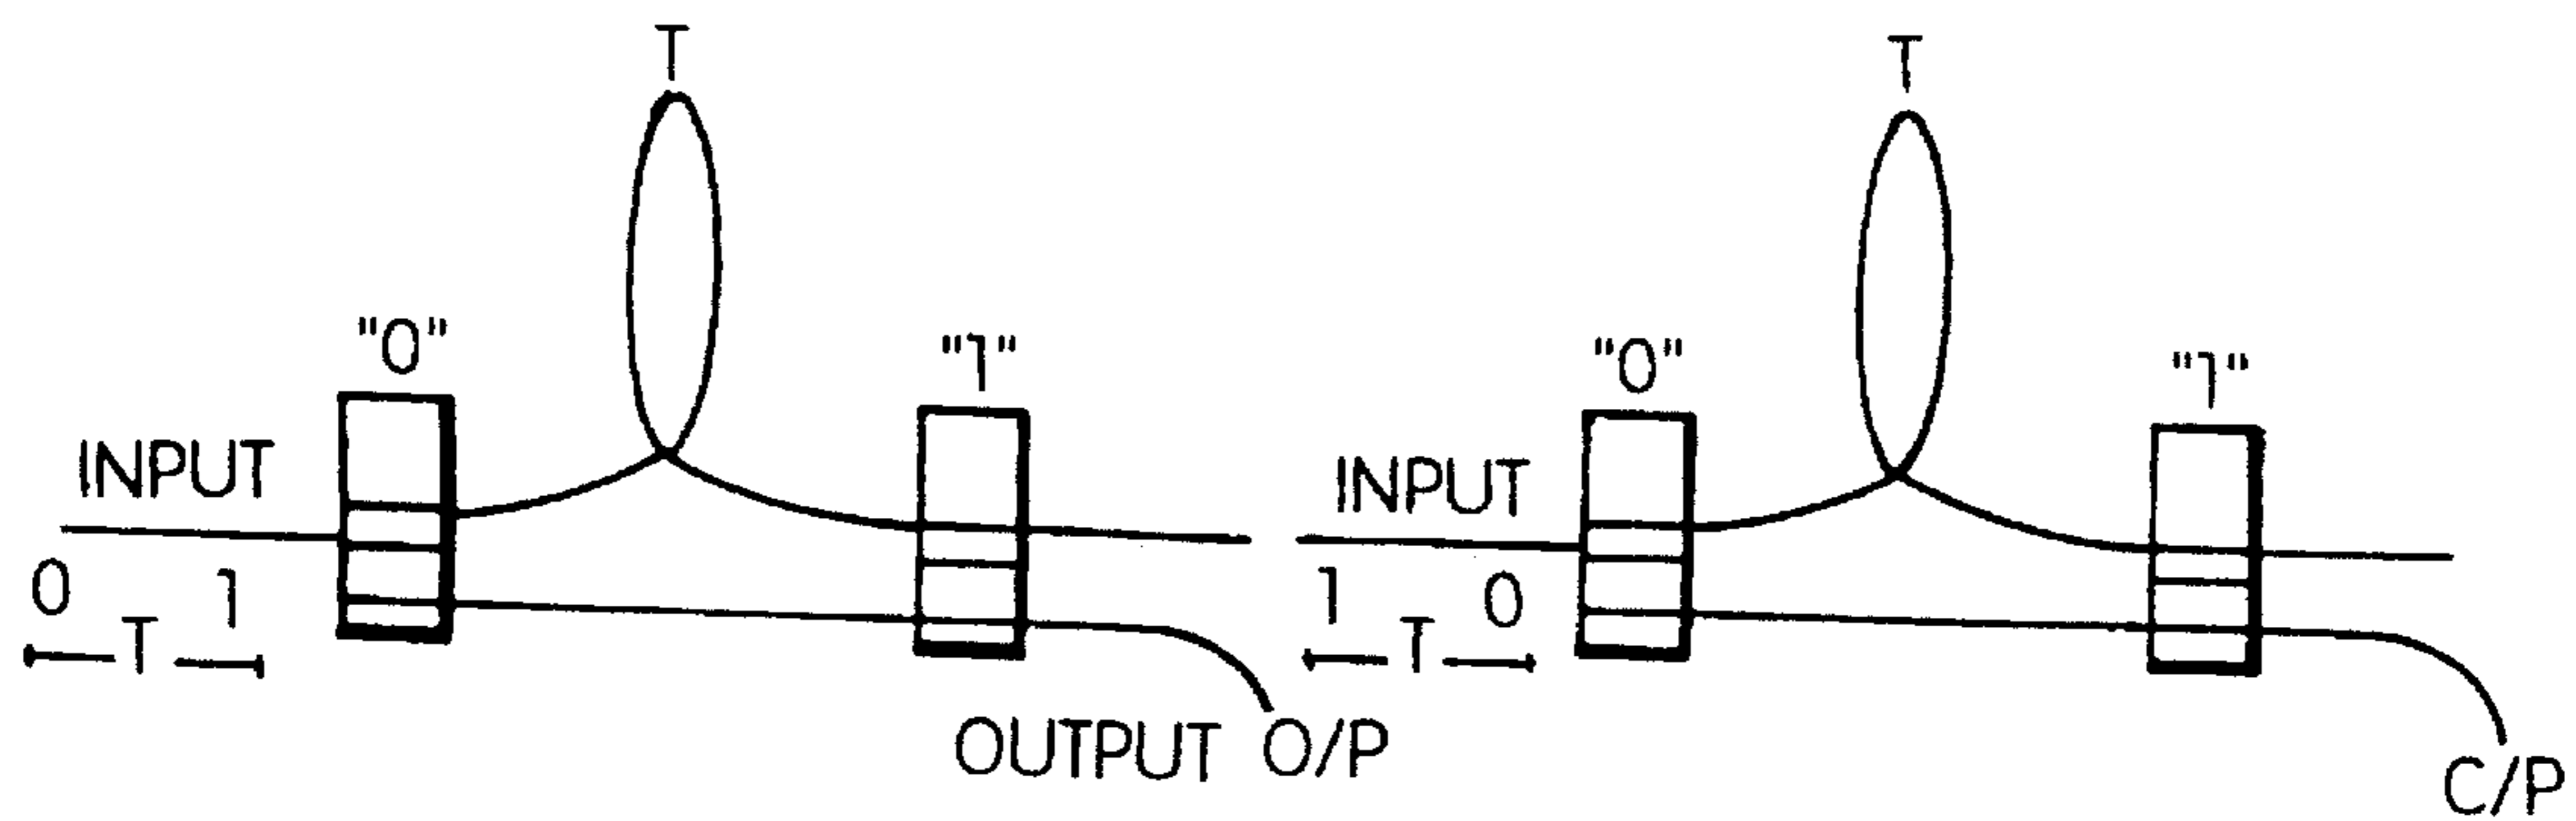 T T
"0" "1" "0" "1"
INPUT INPUT
0 1 1 0
T T
OUTPUT O/P
C/P